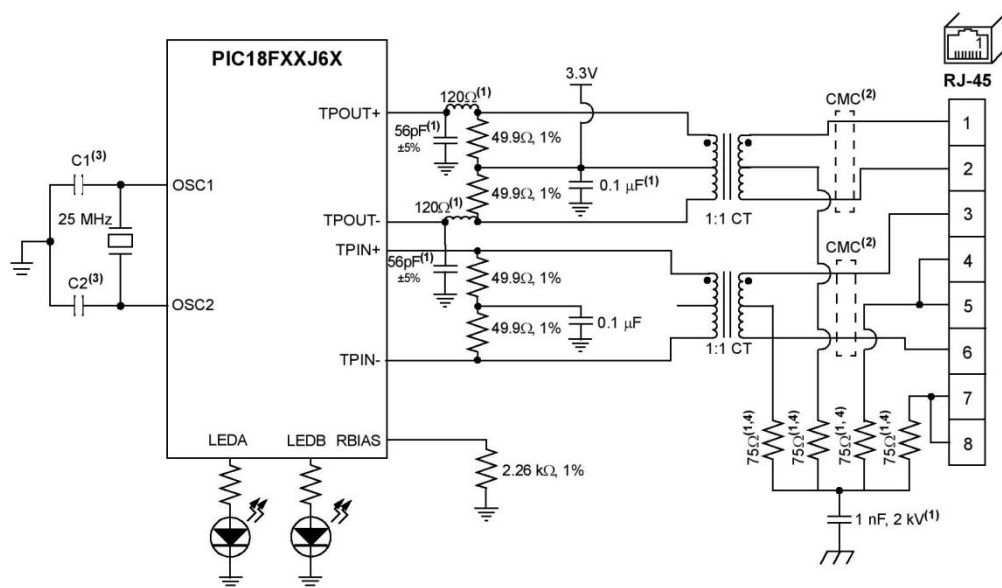 PIC18FXXJ6X
1
RJ-45
3.3V
CMC(2)
120Ω(1)
TPOUT+
56pF(1)
±5%
49.9Ω, 1%
1
C1(3)
OSC1
0.1 µF(1)
2
49.9Ω, 1%
25 MHz
120Ω(1)
TPOUT-
1:1 CT
3
TPIN+
CMC(2)
56pF(1)
±5%
49.9Ω, 1%
4
C2(3)
OSC2
5
0.1 µF
49.9Ω, 1%
1:1 CT
6
TPIN-
7
LEDA
LEDB
RBIAS
75Ω(1,4)
75Ω(1,4)
75Ω(1, 4)
75Ω(1,4)
8
2.26 kΩ, 1%
1 nF, 2 kV(1)